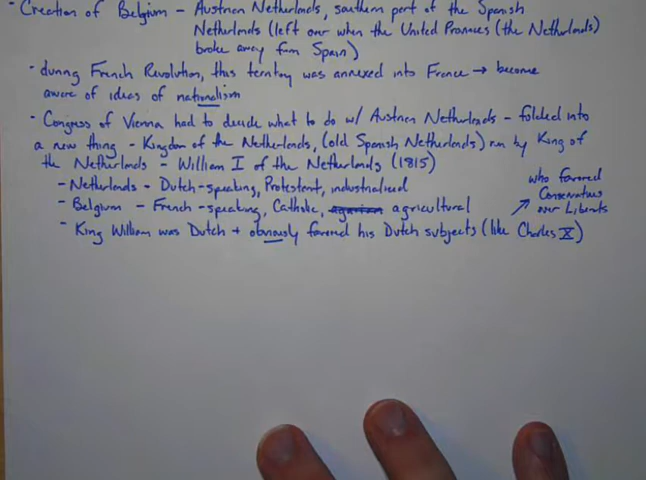 · Creation of Belgium – Austrian Netherlands, southern part of the Spanish
Netherlands (left over when the United Provinces (the Netherlands)
broke away from Spain)
· during French Revolution, this territory was annexed into France → become
aware of ideas of nationalism
· Congress of Vienna had to decide what to do w/ Austrian Netherlands – folded into
a new thing – Kingdom of the Netherlands, (old Spanish Netherlands) run by King of
the Netherlands – William I of the Netherlands (1815)
– Netherlands – Dutch-speaking, Protestant, industrialized
– Belgium – French-speaking, Catholic, agrarian agricultural
– King William was Dutch + obviously favored his Dutch subjects (like Charles X)
↗ who favored
Conservatives
over Liberals